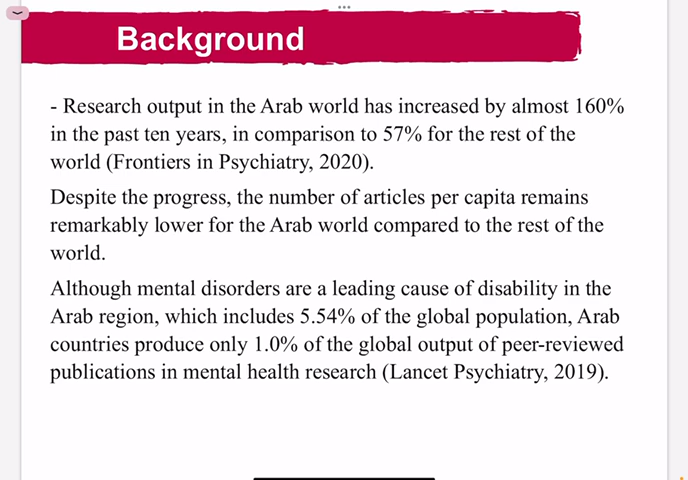 Background
- Research output in the Arab world has increased by almost 160%
in the past ten years, in comparison to 57% for the rest of the
world (Frontiers in Psychiatry, 2020).
Despite the progress, the number of articles per capita remains
remarkably lower for the Arab world compared to the rest of the
world.
Although mental disorders are a leading cause of disability in the
Arab region, which includes 5.54% of the global population, Arab
countries produce only 1.0% of the global output of peer-reviewed
publications in mental health research (Lancet Psychiatry, 2019).